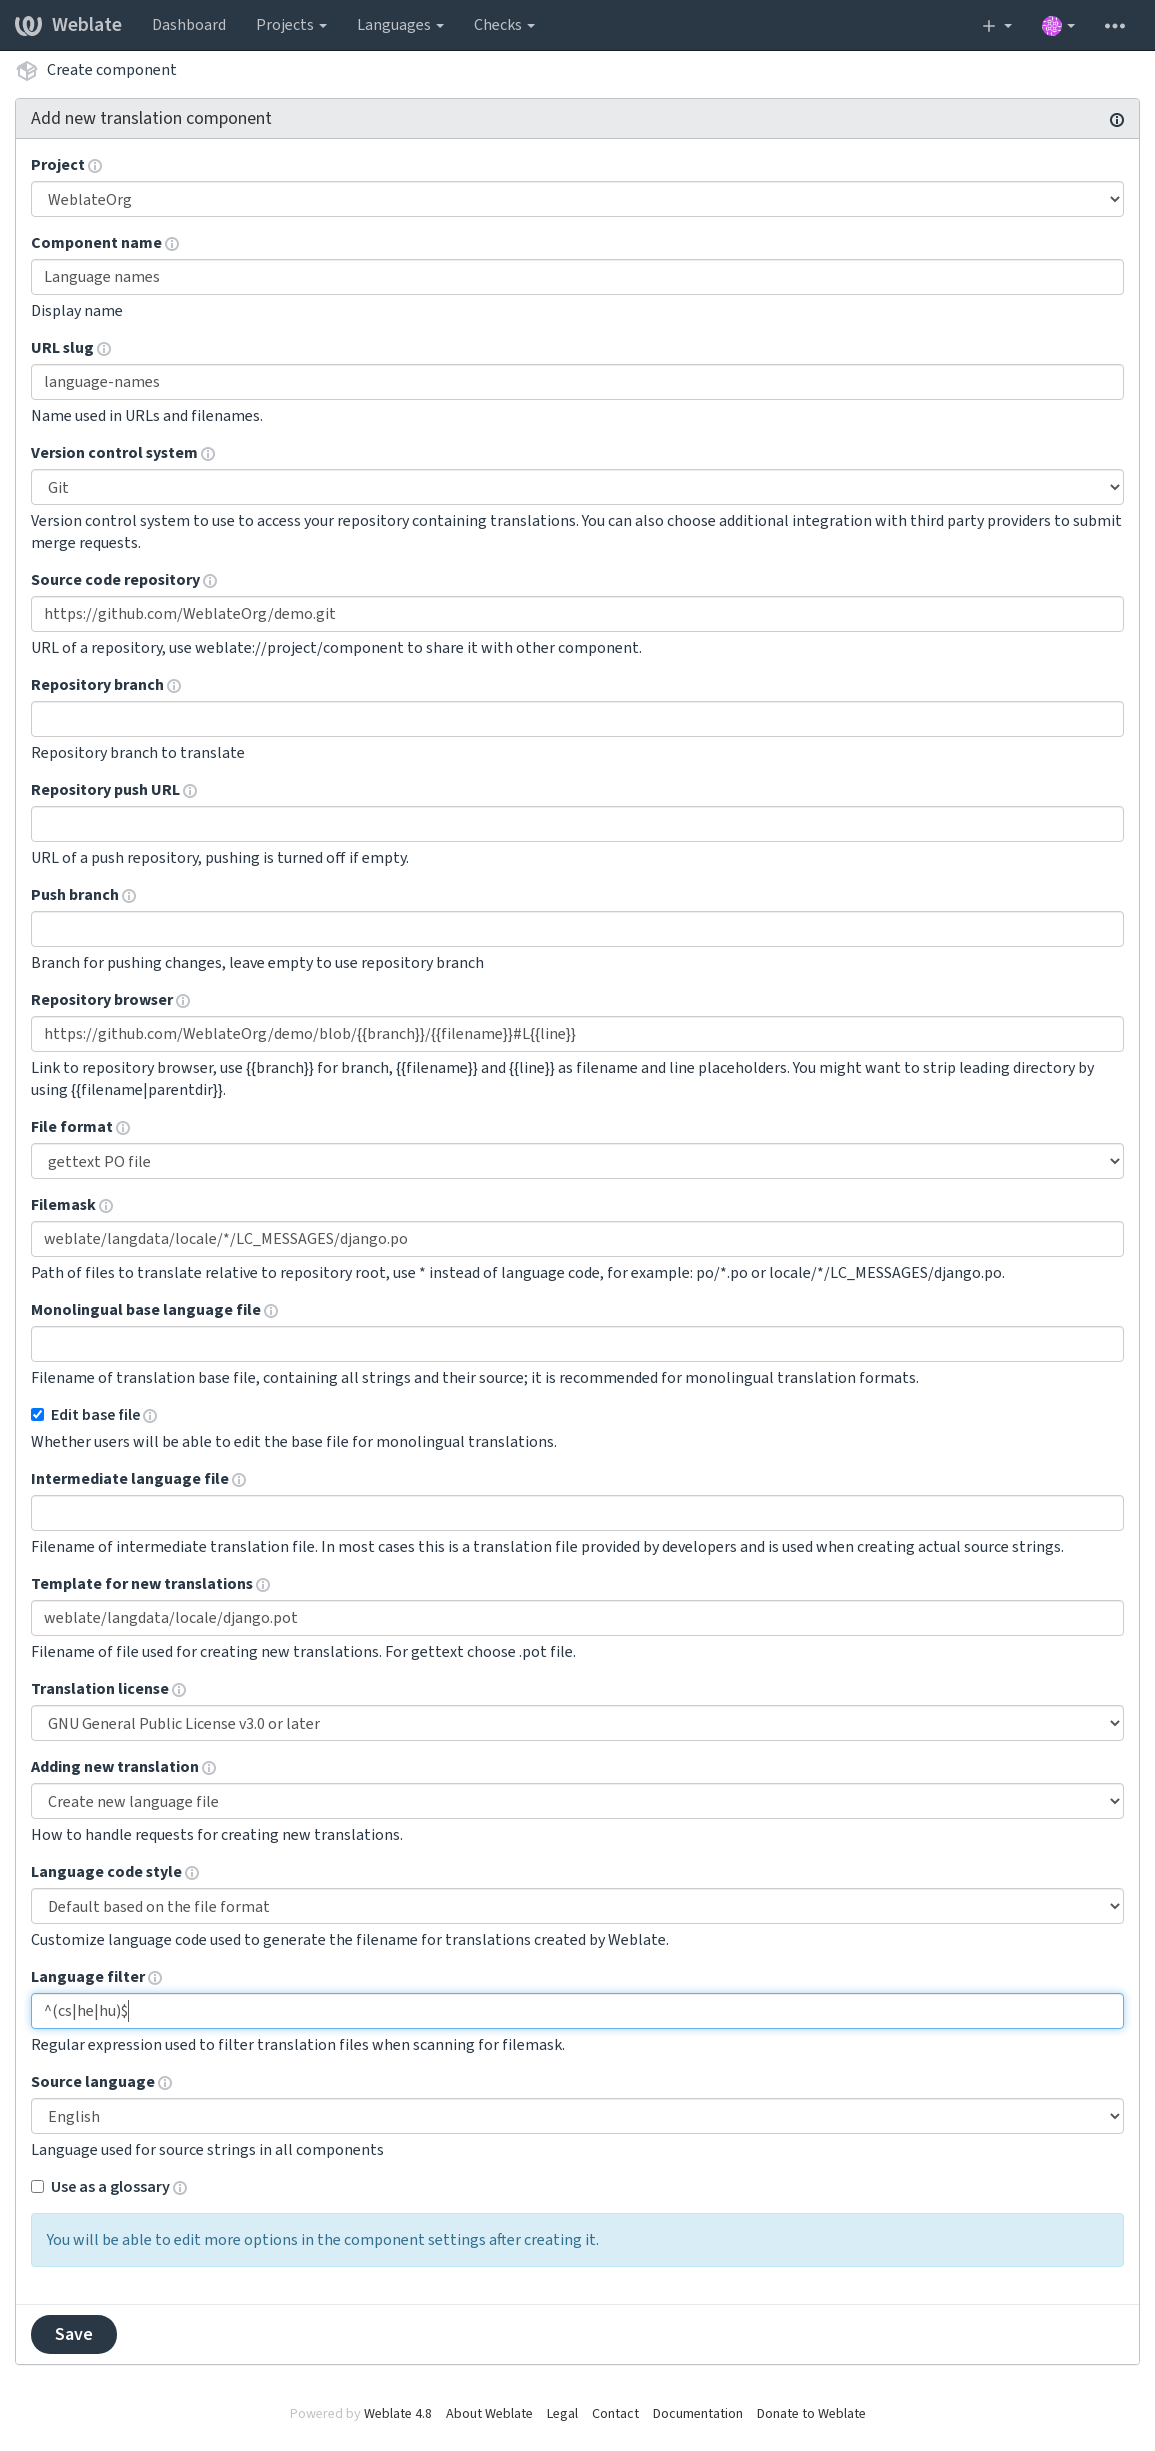 Weblate Dashboard Projects Languages Checks
Create component
Add new translation component
Project
WeblateOrg
Component name
Language names
Display name
URL slug
language-names
Name used in URLs and filenames.
Version control system
Git
Version control system to use to access your repository containing translations. You can also choose additional integration with third party providers to submit
merge requests.
Source code repository
https://github.com/WeblateOrg/demo.git
URL of a repository, use weblate://project/component to share it with other component.
Repository branch
Repository branch to translate
Repository push URL
URL of a push repository, pushing is turned off if empty.
Push branch
Branch for pushing changes, leave empty to use repository branch
Repository browser
https://github.com/WeblateOrg/demo/blob/{{branch}}/{{filename}}#L{{line}}
Link to repository browser, use {{branch}} for branch, {{filename}} and {{line}} as filename and line placeholders. You might want to strip leading directory by
using {{filename|parentdir}}.
File format
gettext PO file
Filemask
weblate/langdata/locale/*/LC_MESSAGES/django.po
Path of files to translate relative to repository root, use * instead of language code, for example: po/*.po or locale/*/LC_MESSAGES/django.po.
Monolingual base language file
Filename of translation base file, containing all strings and their source; it is recommended for monolingual translation formats.
Edit base file
Whether users will be able to edit the base file for monolingual translations.
Intermediate language file
Filename of intermediate translation file. In most cases this is a translation file provided by developers and is used when creating actual source strings.
Template for new translations
weblate/langdata/locale/django.pot
Filename of file used for creating new translations. For gettext choose .pot file.
Translation license
GNU General Public License v3.0 or later
Adding new translation
Create new language file
How to handle requests for creating new translations.
Language code style
Default based on the file format
Customize language code used to generate the filename for translations created by Weblate.
Language filter
^(cs|he|hu)$
Regular expression used to filter translation files when scanning for filemask.
Source language
English
Language used for source strings in all components
Use as a glossary
You will be able to edit more options in the component settings after creating it.
Save
Powered by Weblate 4.8 About Weblate Legal Contact Documentation Donate to Weblate